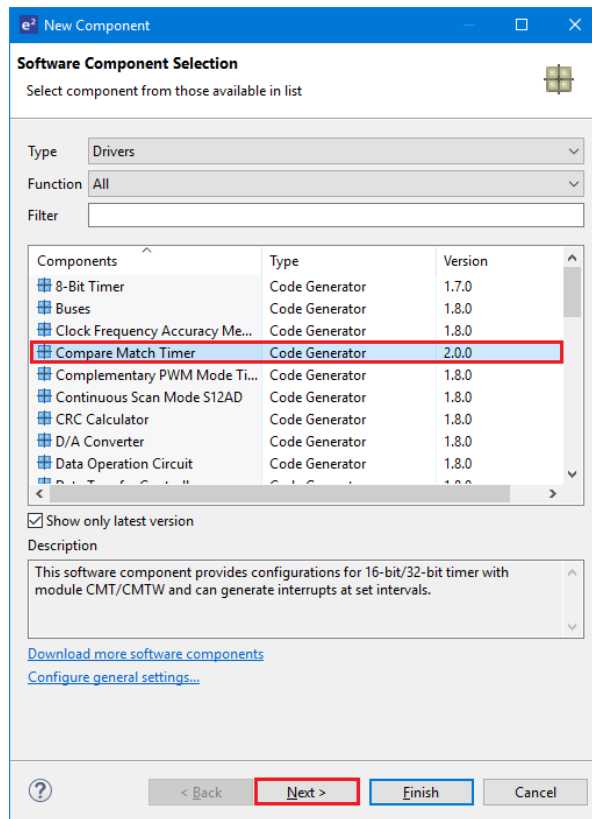 e² New Component
Software Component Selection
Select component from those available in list
Type Drivers
Function All
Filter
Components Type Version
8-Bit Timer Code Generator 1.7.0
Buses Code Generator 1.8.0
Clock Frequency Accuracy Me... Code Generator 1.8.0
Compare Match Timer Code Generator 2.0.0
Complementary PWM Mode Ti... Code Generator 1.8.0
Continuous Scan Mode S12AD Code Generator 1.8.0
CRC Calculator Code Generator 1.8.0
D/A Converter Code Generator 1.8.0
Data Operation Circuit Code Generator 1.8.0
Show only latest version
Description
This software component provides configurations for 16-bit/32-bit timer with
module CMT/CMTW and can generate interrupts at set intervals.
Download more software components
Configure general settings...
? < Back Next > Finish Cancel